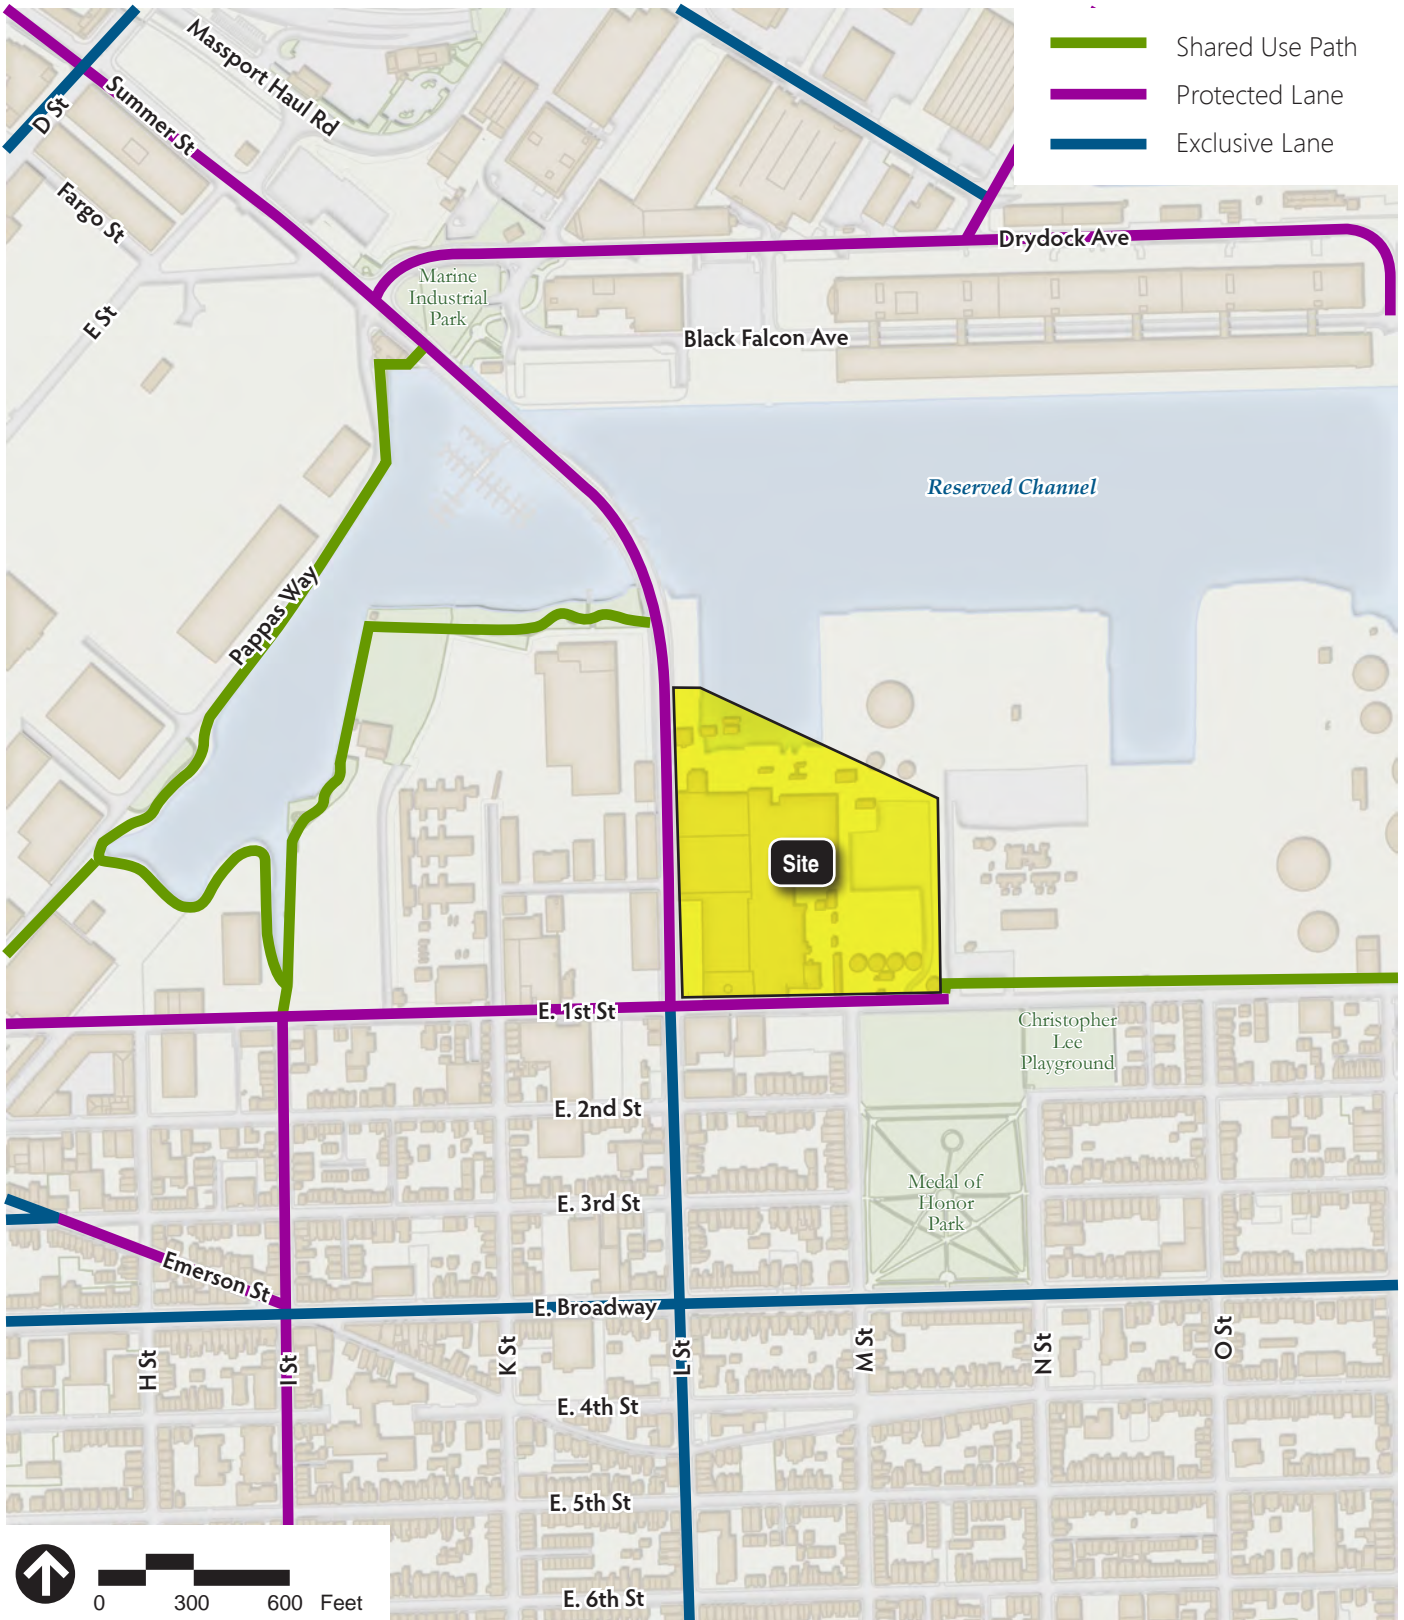 Shared Use Path
Protected Lane
Exclusive Lane
Massport Haul Rd
Summer St
D St
Fargo St
E St
Drydock Ave
Marine
Industrial
Park
Black Falcon Ave
Reserved Channel
Pappas Way
Site
E. 1st St
Christopher
Lee
Playground
E. 2nd St
Medal of
Honor
Park
E. 3rd St
Emerson St
E. Broadway
H St
I St
K St
L St
M St
N St
O St
E. 4th St
E. 5th St
E. 6th St
0 300 600 Feet